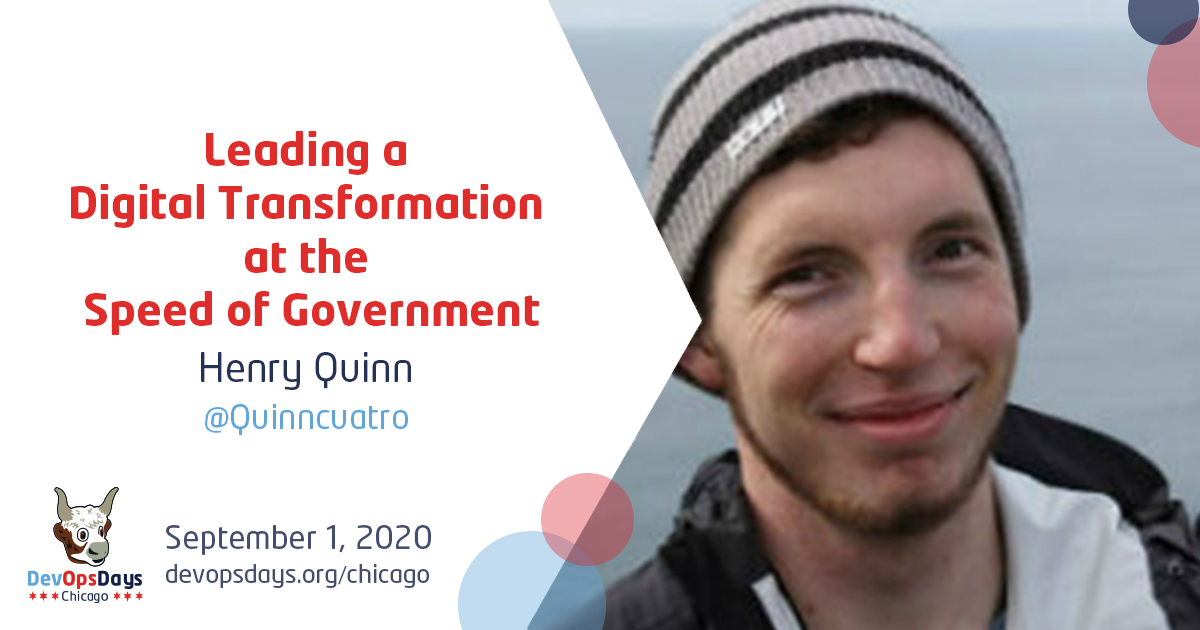 Leading a
Digital Transformation
at the
Speed of Government
Henry Quinn
@Quinncuatro
September 1, 2020
devopsdays.org/chicago
DevOpsDays
Chicago